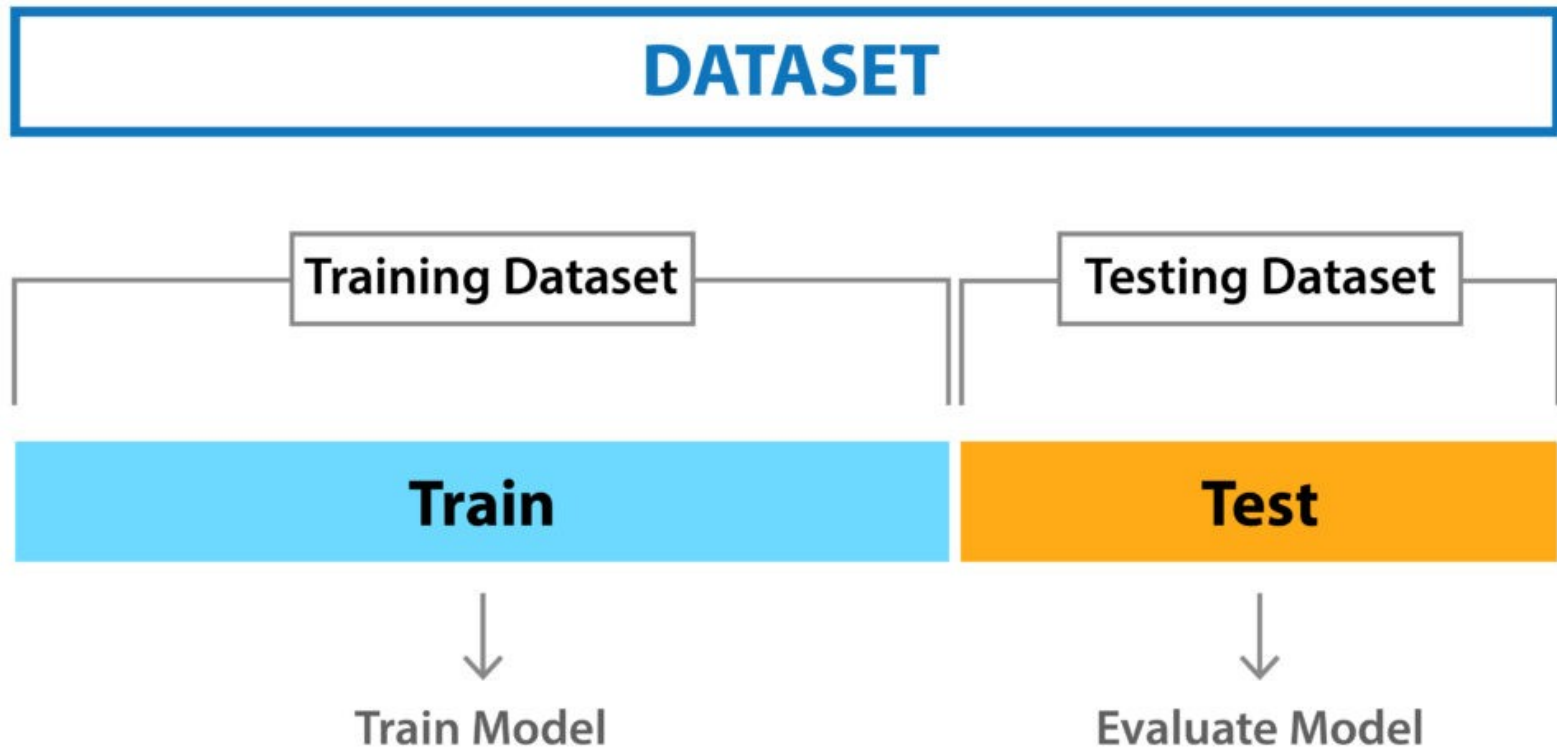 DATASET
Training Dataset
Testing Dataset
Train
Test
Train Model
Evaluate Model